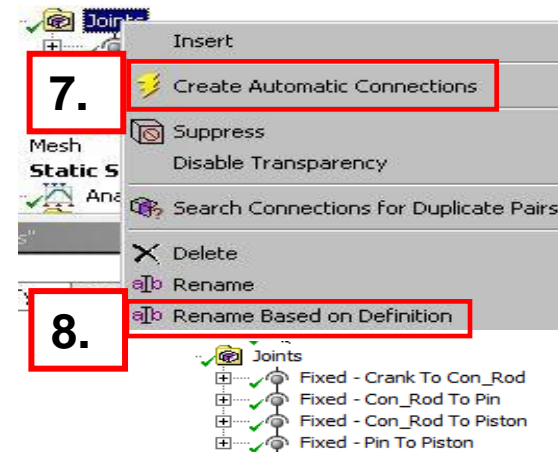 Joints
Insert
7.
Create Automatic Connections
Suppress
Mesh
Disable Transparency
Static S
Ana
Search Connections for Duplicate Pairs
s"
Delete
Rename
8.
Rename Based on Definition
Joints
Fixed - Crank To Con_Rod
Fixed - Con_Rod To Pin
Fixed - Con_Rod To Piston
Fixed - Pin To Piston